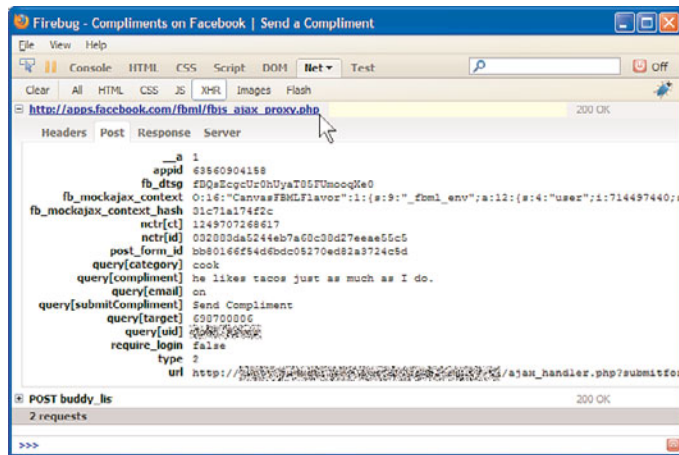 Firebug - Compliments on Facebook | Send a Compliment
File View Help
Console HTML CSS Script DOM Net Test Off
Clear All HTML CSS JS XHR Images Flash
http://apps.facebook.com/fbml/fbjs_ajax_proxy.php 200 OK
Headers Post Response Server
__a 1
appid 63560904158
fb_dtsg
fb_mockajax_context O:16:"CanvasFBMLFlavor":1:{s:9:"_fbml_env";a:12:{s:4:"user";i:714497440;
fb_mockajax_context_hash 31c71a174f2c
nctr[ct] 1249707268617
nctr[id] 032883da5244eb7a68c38d27eeae55c5
post_form_id bb80166f54d6bdc05270ed82a3724c5d
query[category] cook
query[compliment] he likes tacos just as much as I do.
query[email] on
query[submitCompliment] Send Compliment
query[target] 698700806
query[uid]
require_login false
type 2
url http:// /ajax_handler.php?submitfo
POST buddy_lis 200 OK
2 requests
>>>